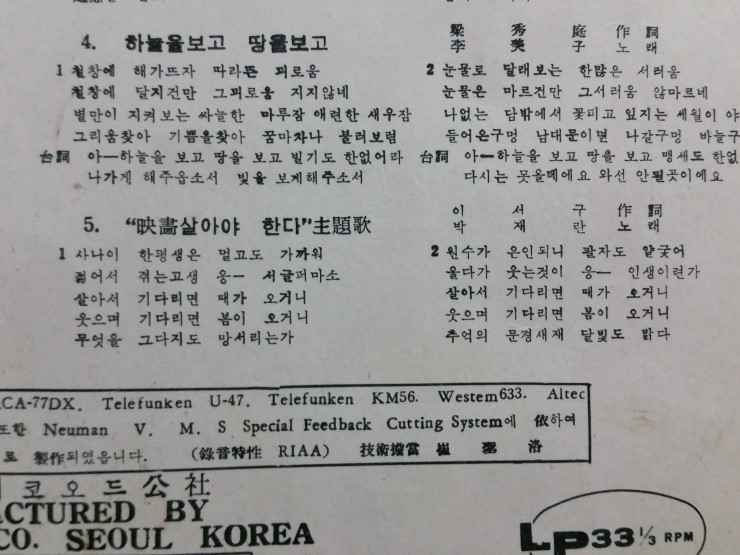 梁秀庭作詞
4. 하늘을보고 땅을보고
李美子노래
1 철창에 해가뜨자 따라뜬 괴로움
철창에 달지건만 그괴로움 지지않네
별만이 지켜보는 싸늘한 마루잠 애련한 새우잠
그리움찾아 기쁨을찾아 꿈마차나 불러보렴
台詞 아―하늘을 보고 땅을 보고 빌기도 한없어라
나가게 해주옵소서 빛을 보게해주소서
2 눈물로 달래보는 한많은 서러움
눈물은 마르건만 그서러움 않마르네
나없는 담밖에서 꽃피고 잎지는 세월이 야
들어온구멍 남대문이면 나갈구멍 바늘구
台詞 아―하늘을 보고 땅을 보고 맹세도 한없
다시는 못올데에요 와선 안될곳이에요
5. “映畵살아야 한다”主題歌
이서구作詞
박재란노래
1 사나이 한평생은 멀고도 가까워
젊어서 겪는고생 응― 서글퍼마소
살아서 기다리면 때가 오거니
웃으며 기다리면 봄이 오거니
무엇을 그다지도 망서리는가
2 원수가 은인되니 팔자도 얄궂어
울다가 웃는것이 응― 인생이련가
살아서 기다리면 때가 오거니
웃으며 기다리면 봄이 오거니
추억의 문경새재 달빛도 밝다
CA-77DX. Telefunken U-47. Telefunken KM56. Westem633. Altec
또한 Neuman V. M. S Special Feedback Cutting System에 依하여
로 製作되였읍니다. (錄音特性 RIAA) 技術擔當 崔聖洛
코오드公社
ACTURED BY
CO. SEOUL KOREA
LP33⅓ RPM